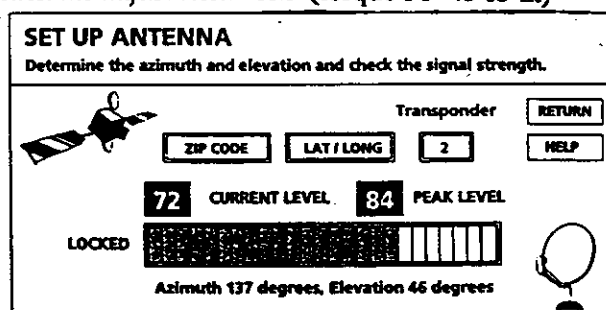 SET UP ANTENNA
Determine the azimuth and elevation and check the signal strength.
Transponder RETURN
ZIP CODE LAT / LONG 2 HELP
72 CURRENT LEVEL 84 PEAK LEVEL
LOCKED
Azimuth 137 degrees, Elevation 46 degrees